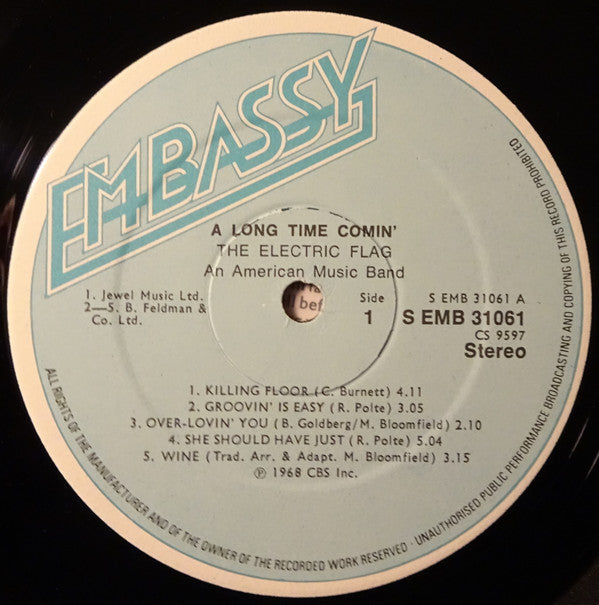 EMBASSY
A LONG TIME COMIN'
THE ELECTRIC FLAG
An American Music Band
1. Jewel Music Ltd.
2—S. B. Feldman &
Co. Ltd.
bef
Side
1
S EMB 31061 A
S EMB 31061
CS 9597
Stereo
1. KILLING FLOOR (C. Burnett) 4.11
2. GROOVIN' IS EASY (R. Polte) 3.05
3. OVER-LOVIN' YOU (B. Goldberg/M. Bloomfield) 2.10
4. SHE SHOULD HAVE JUST (R. Polte) 5.04
5. WINE (Trad. Arr. & Adapt. M. Bloomfield) 3.15
℗ 1968 CBS Inc.
ALL RIGHTS OF THE MANUFACTURER AND OF THE OWNER OF THE RECORDED WORK RESERVED · UNAUTHORISED PUBLIC PERFORMANCE BROADCASTING AND COPYING OF THIS RECORD PROHIBITED